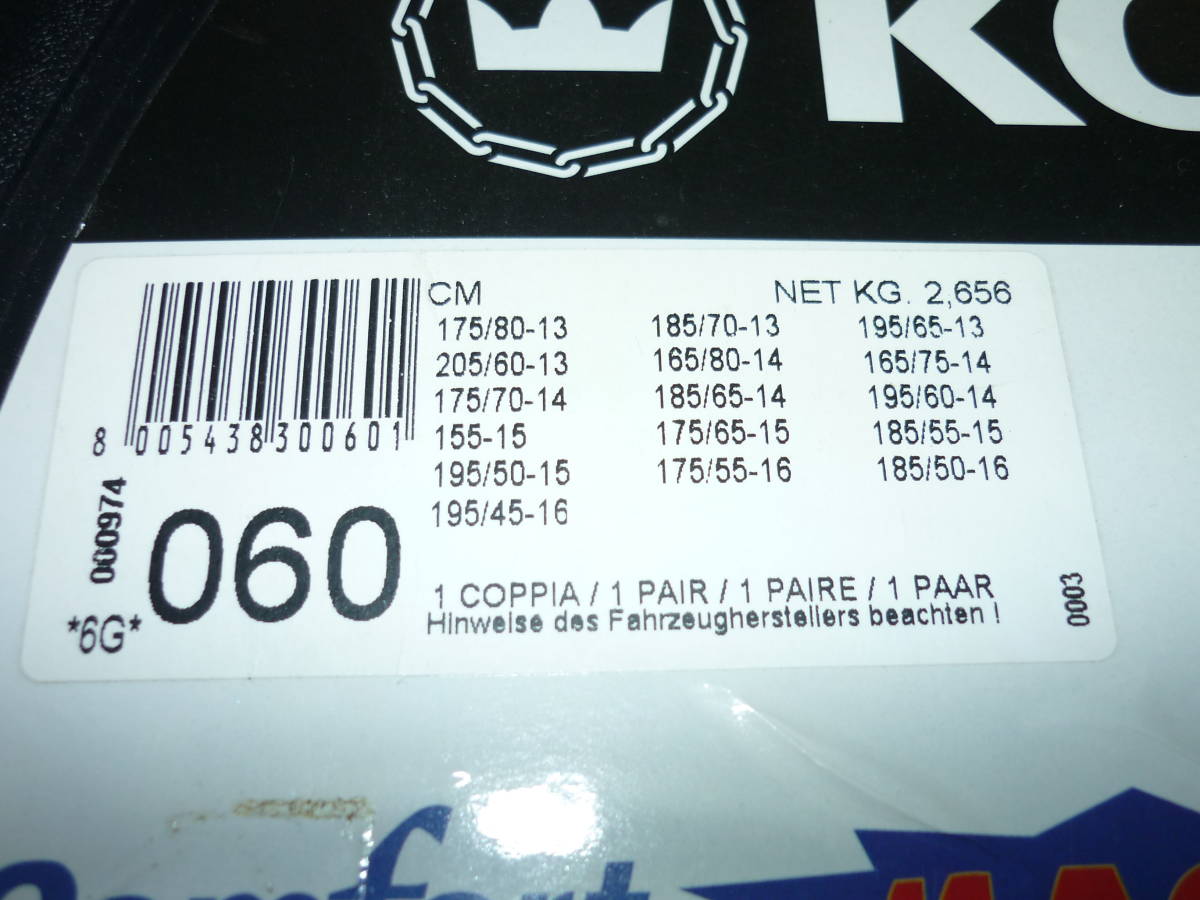 CM NET KG. 2,656
175/80-13 185/70-13 195/65-13
205/60-13 165/80-14 165/75-14
175/70-14 185/65-14 195/60-14
155-15 175/65-15 185/55-15
195/50-15 175/55-16 185/50-16
195/45-16
8 005438 300601
000974
060
*6G*
1 COPPIA / 1 PAIR / 1 PAIRE / 1 PAAR
Hinweise des Fahrzeugherstellers beachten !
0003